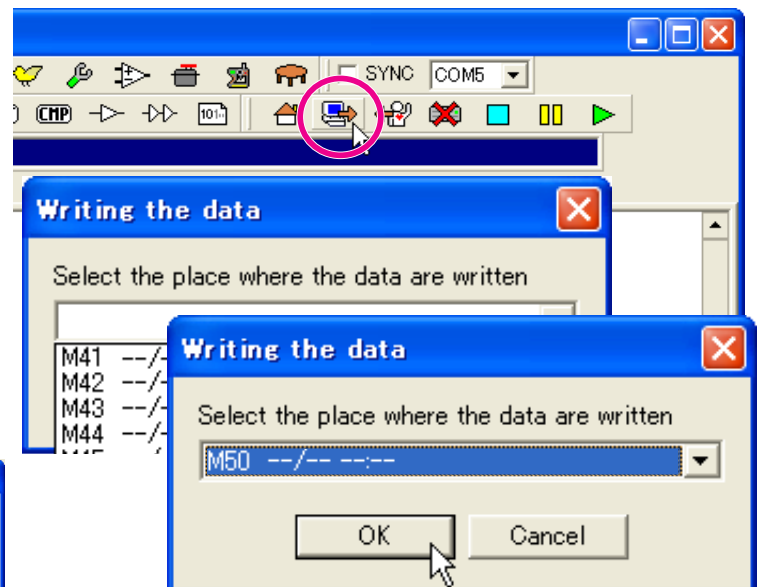 SYNC COM5
CMP 101..
Writing the data
Select the place where the data are written
M41 --/-
M42 --/-
M43 --/-
M44 --/-
Writing the data
Select the place where the data are written
M50 --/-- --:--
OK Cancel